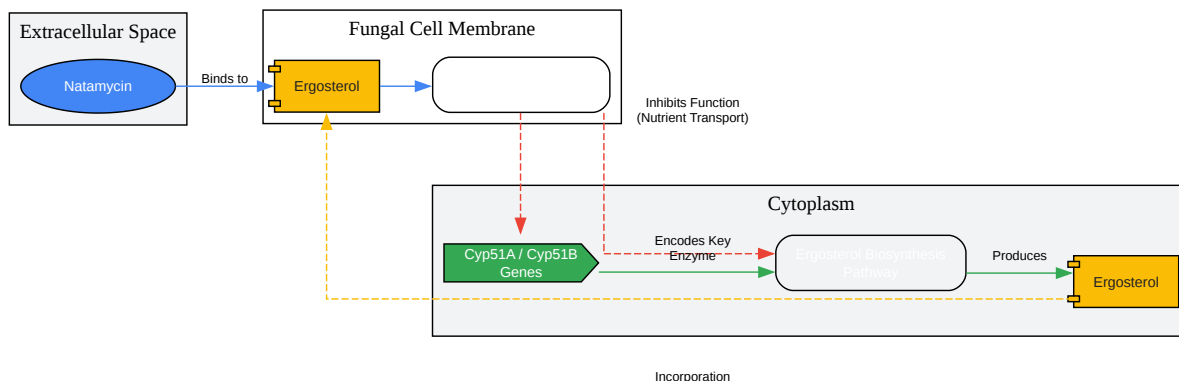 Extracellular Space
Natamycin
Binds to
Fungal Cell Membrane
Ergosterol
Inhibits Function
(Nutrient Transport)
Cytoplasm
Cyp51A / Cyp51B
Genes
Encodes Key
Enzyme
Ergosterol Biosynthesis
Pathway
Produces
Ergosterol
Incorporation